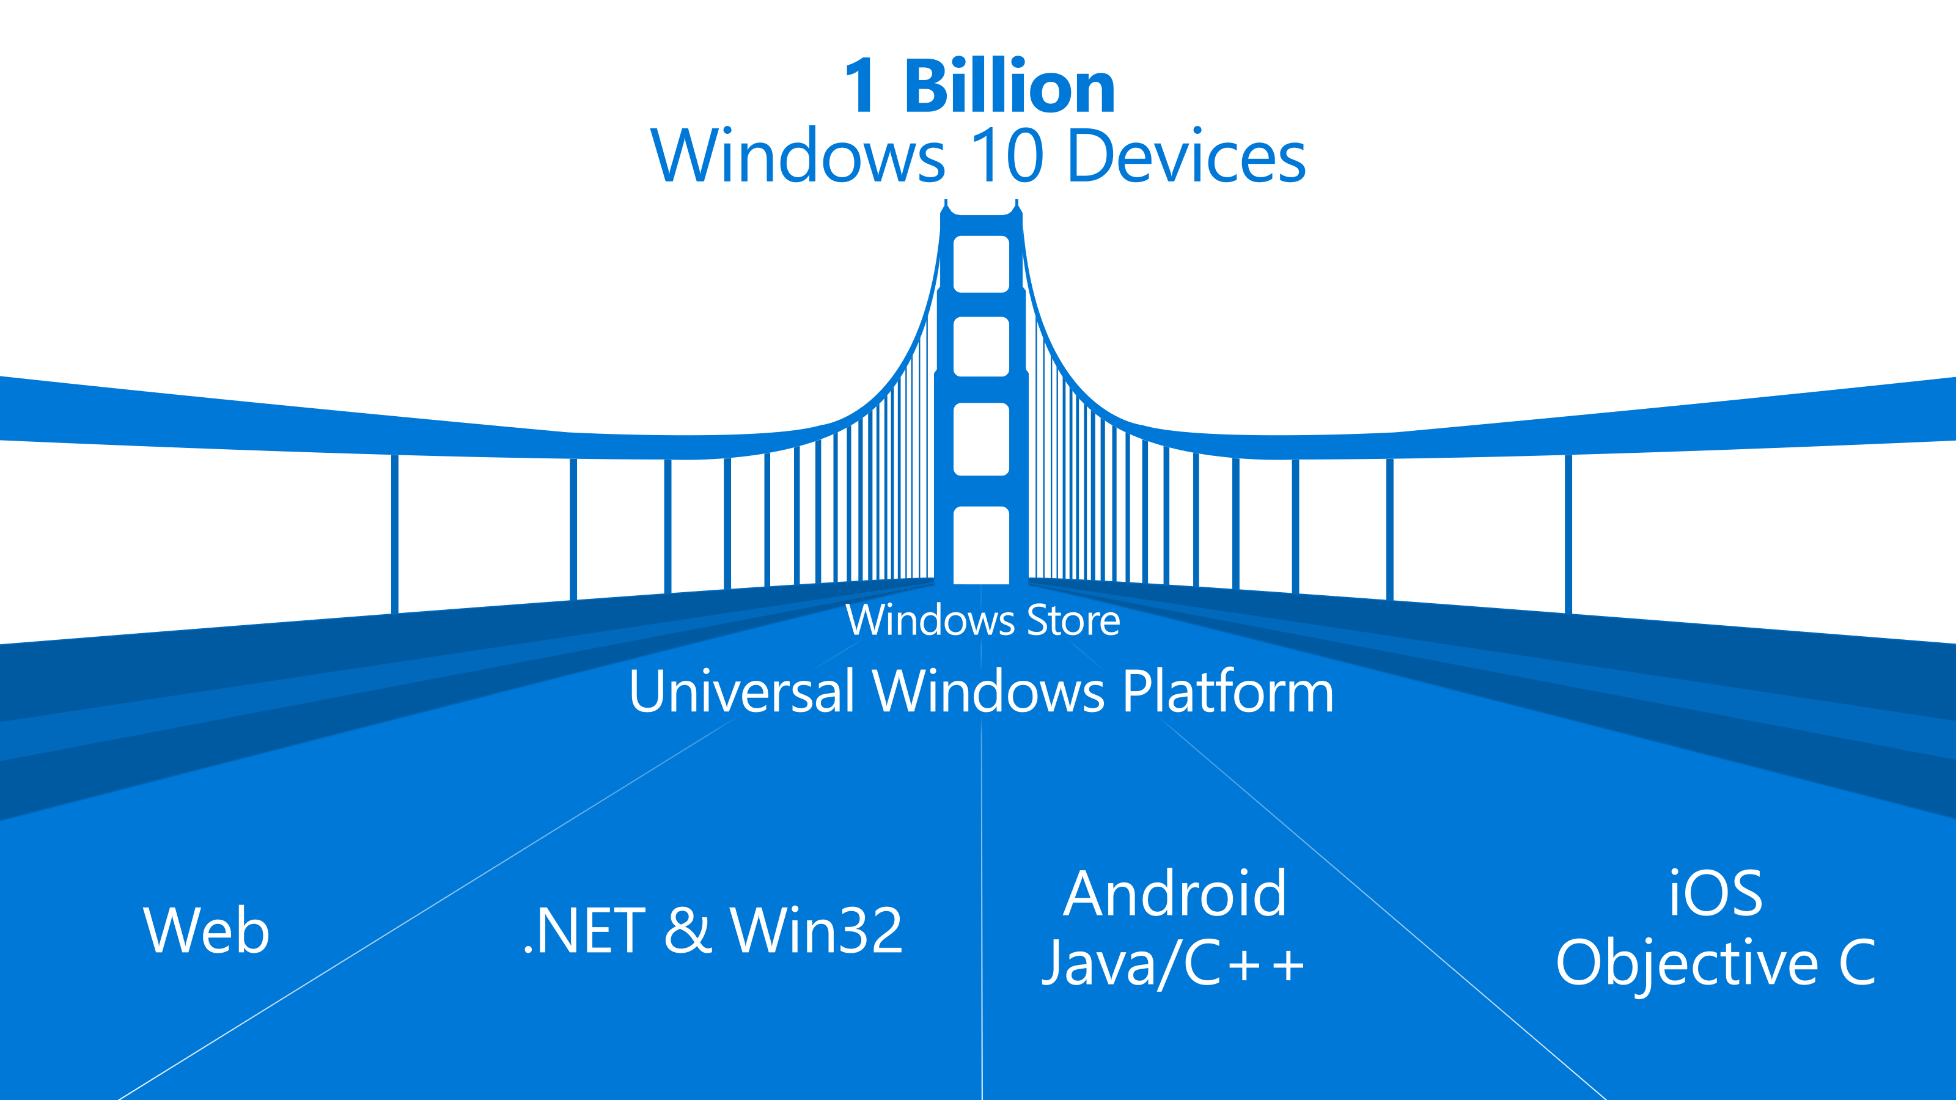 1 Billion
Windows 10 Devices
Windows Store
Universal Windows Platform
Web
.NET & Win32
Android
Java/C++
iOS
Objective C